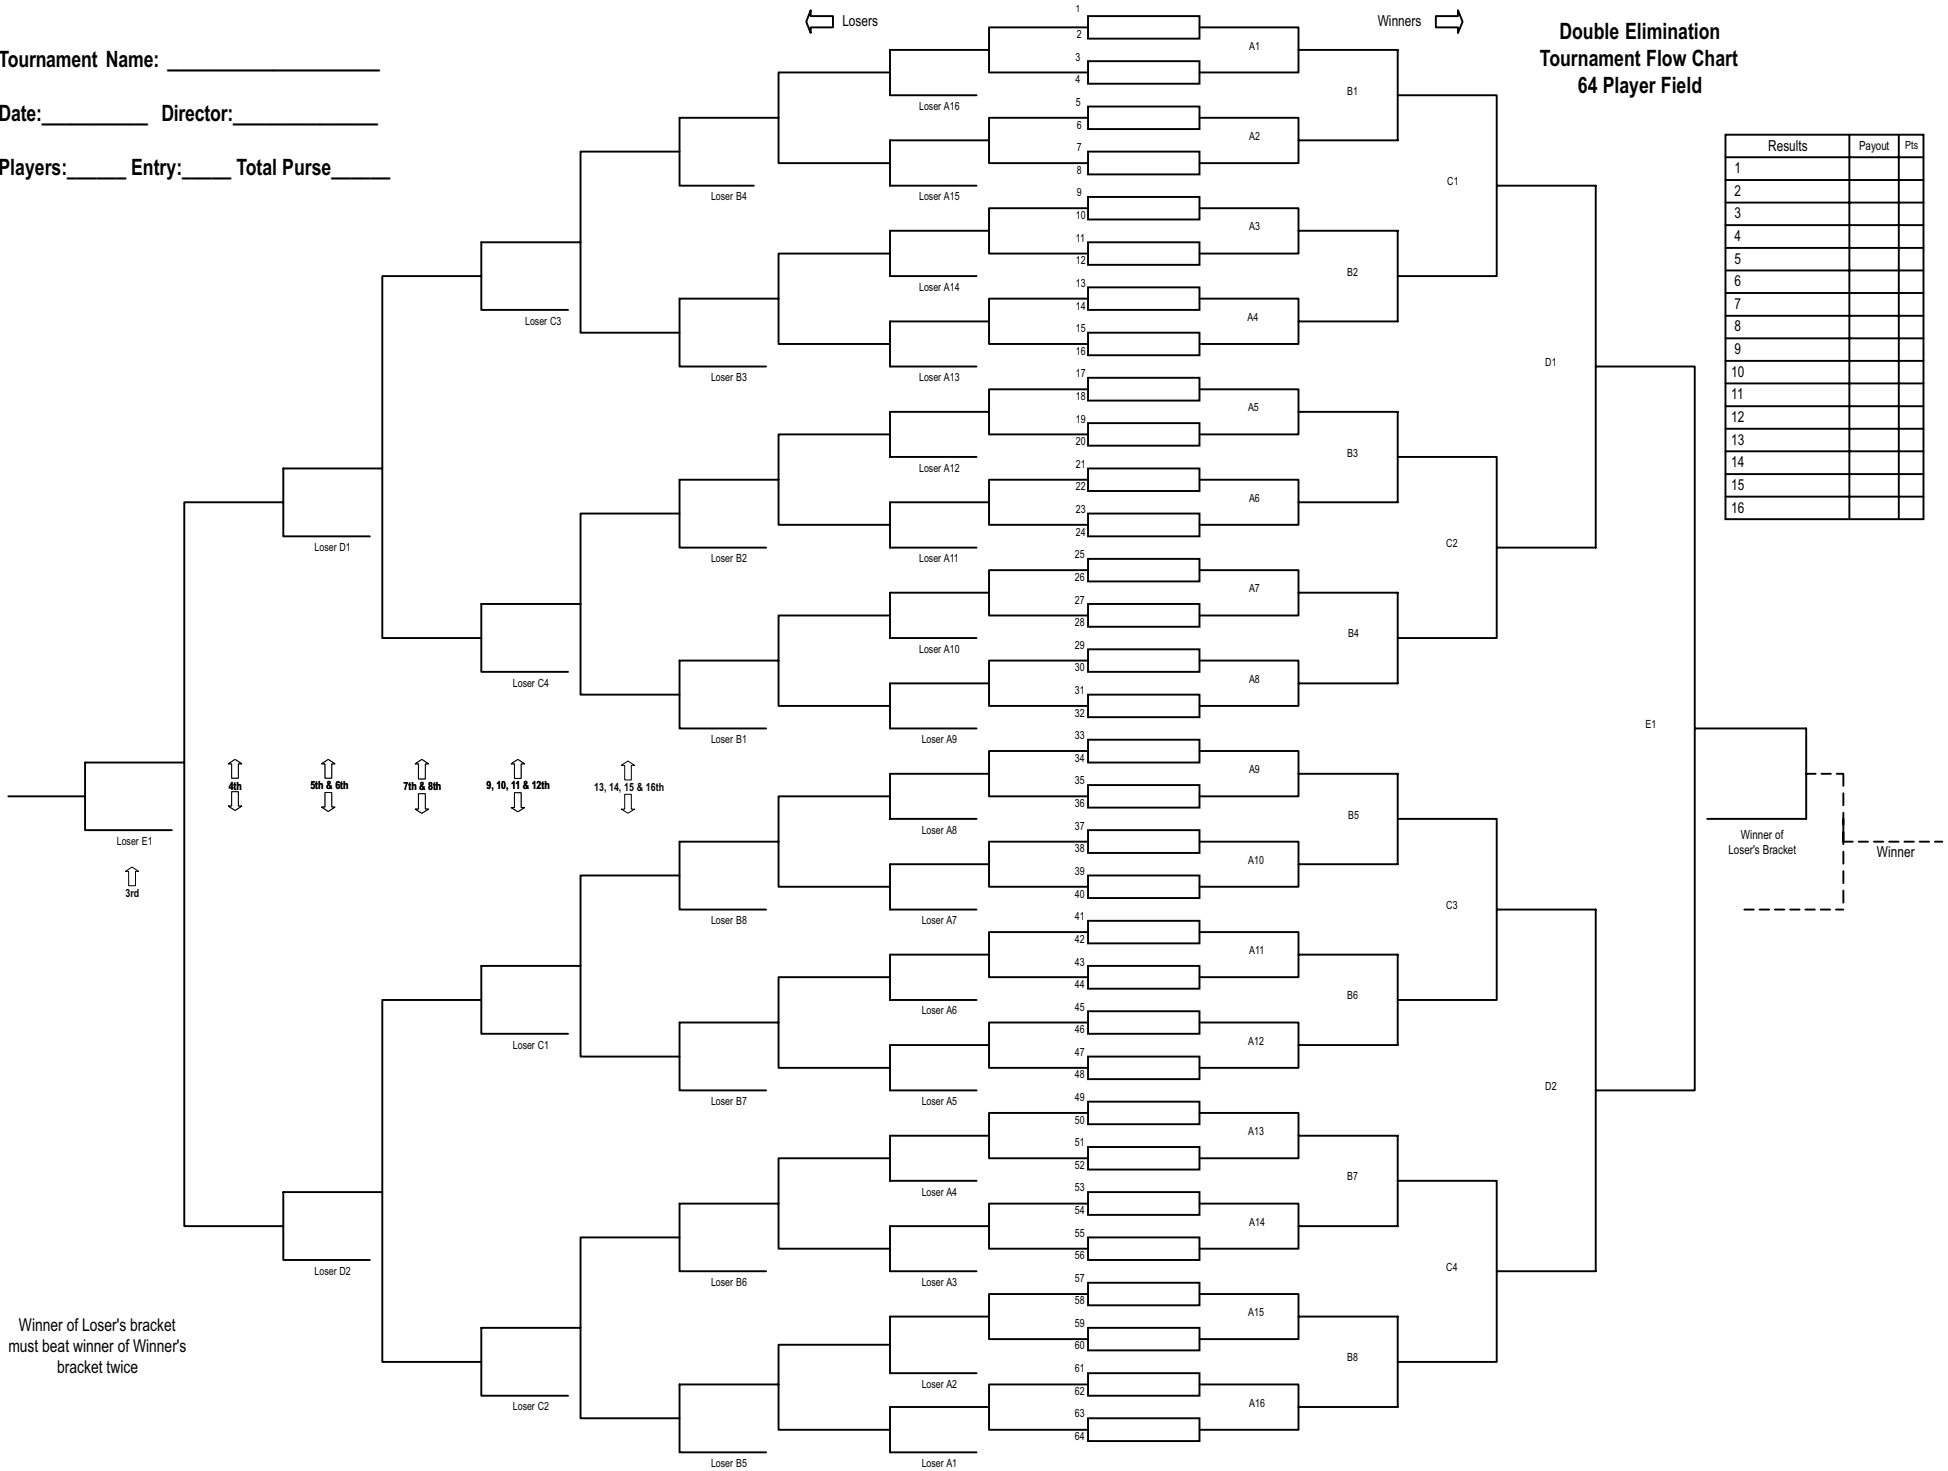 Losers
Winners
Double Elimination
Tournament Flow Chart
64 Player Field
Tournament Name: ____________________
Date:___________ Director:_______________
Players:______ Entry:_____ Total Purse______
Results Payout Pts
1
2
3
4
5
6
7
8
9
10
11
12
13
14
15
16
1
2
3
4
5
6
7
8
9
10
11
12
13
14
15
16
17
18
19
20
21
22
23
24
25
26
27
28
29
30
31
32
33
34
35
36
37
38
39
40
41
42
43
44
45
46
47
48
49
50
51
52
53
54
55
56
57
58
59
60
61
62
63
64
A1
A2
A3
A4
A5
A6
A7
A8
A9
A10
A11
A12
A13
A14
A15
A16
B1
B2
B3
B4
B5
B6
B7
B8
C1
C2
C3
C4
D1
D2
E1
Winner of
Loser's Bracket
Winner
Loser A16
Loser A15
Loser A14
Loser A13
Loser A12
Loser A11
Loser A10
Loser A9
Loser A8
Loser A7
Loser A6
Loser A5
Loser A4
Loser A3
Loser A2
Loser A1
Loser B4
Loser B3
Loser B2
Loser B1
Loser B8
Loser B7
Loser B6
Loser B5
Loser C3
Loser C4
Loser C1
Loser C2
Loser D1
Loser D2
Loser E1
3rd
4th
5th & 6th
7th & 8th
9, 10, 11 & 12th
13, 14, 15 & 16th
Winner of Loser's bracket
must beat winner of Winner's
bracket twice